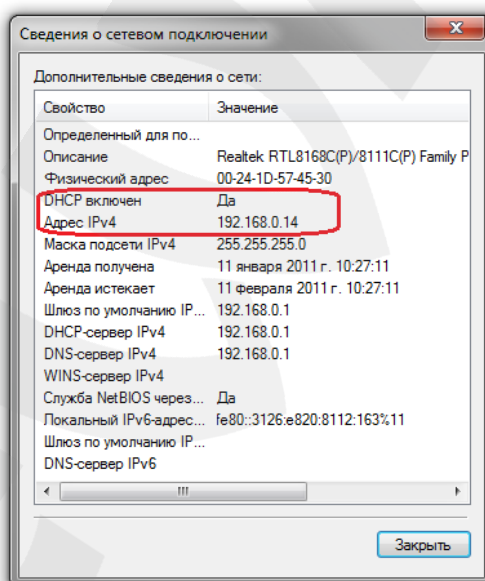 Сведения о сетевом подключении
Дополнительные сведения о сети:
Свойство Значение
Определенный для по...
Описание Realtek RTL8168C(P)/8111C(P) Family P
Физический адрес 00-24-1D-57-45-30
DHCP включен Да
Адрес IPv4 192.168.0.14
Маска подсети IPv4 255.255.255.0
Аренда получена 11 января 2011 г. 10:27:11
Аренда истекает 11 февраля 2011 г. 10:27:11
Шлюз по умолчанию IP... 192.168.0.1
DHCP-сервер IPv4 192.168.0.1
DNS-сервер IPv4 192.168.0.1
WINS-сервер IPv4
Служба NetBIOS через... Да
Локальный IPv6-адрес... fe80::3126:e820:8112:163%11
Шлюз по умолчанию IP...
DNS-сервер IPv6
Закрыть